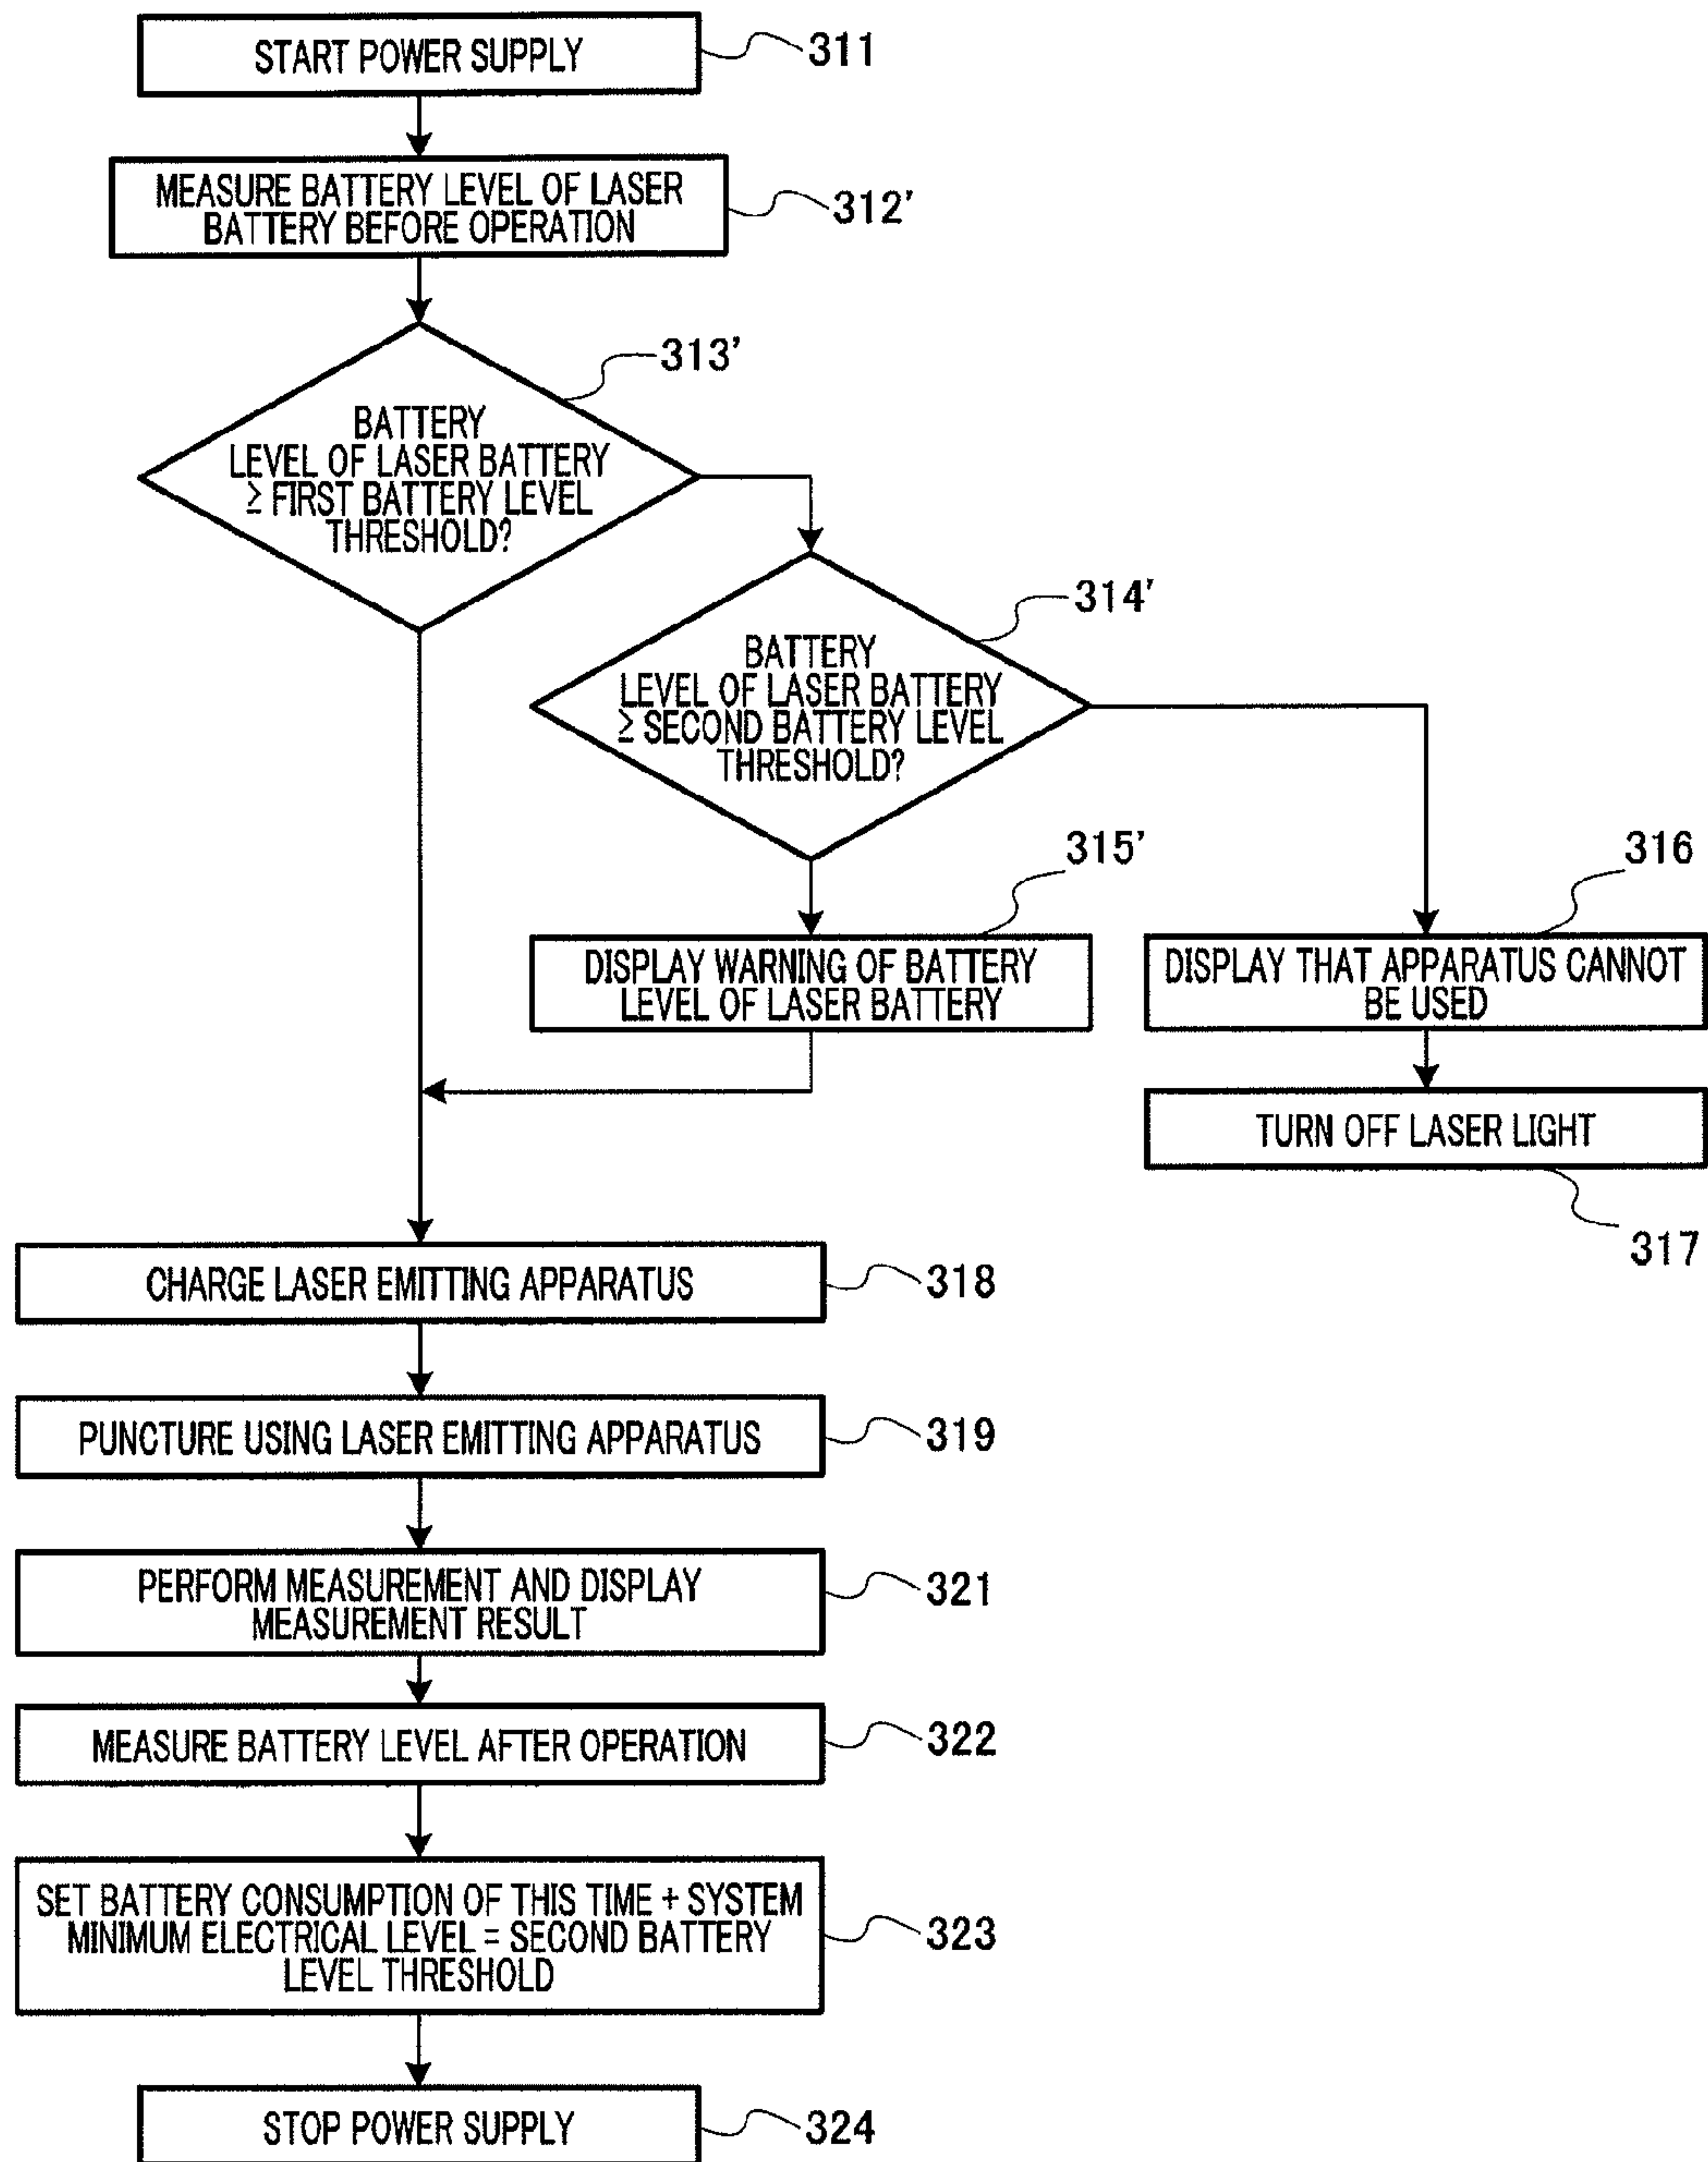 START POWER SUPPLY
311
MEASURE BATTERY LEVEL OF LASER
BATTERY BEFORE OPERATION
312'
313'
BATTERY
LEVEL OF LASER BATTERY
≥ FIRST BATTERY LEVEL
THRESHOLD?
314'
BATTERY
LEVEL OF LASER BATTERY
≥ SECOND BATTERY LEVEL
THRESHOLD?
315'
DISPLAY WARNING OF BATTERY
LEVEL OF LASER BATTERY
316
DISPLAY THAT APPARATUS CANNOT
BE USED
TURN OFF LASER LIGHT
317
CHARGE LASER EMITTING APPARATUS
318
PUNCTURE USING LASER EMITTING APPARATUS
319
PERFORM MEASUREMENT AND DISPLAY
MEASUREMENT RESULT
321
MEASURE BATTERY LEVEL AFTER OPERATION
322
SET BATTERY CONSUMPTION OF THIS TIME + SYSTEM
MINIMUM ELECTRICAL LEVEL = SECOND BATTERY
LEVEL THRESHOLD
323
STOP POWER SUPPLY
324